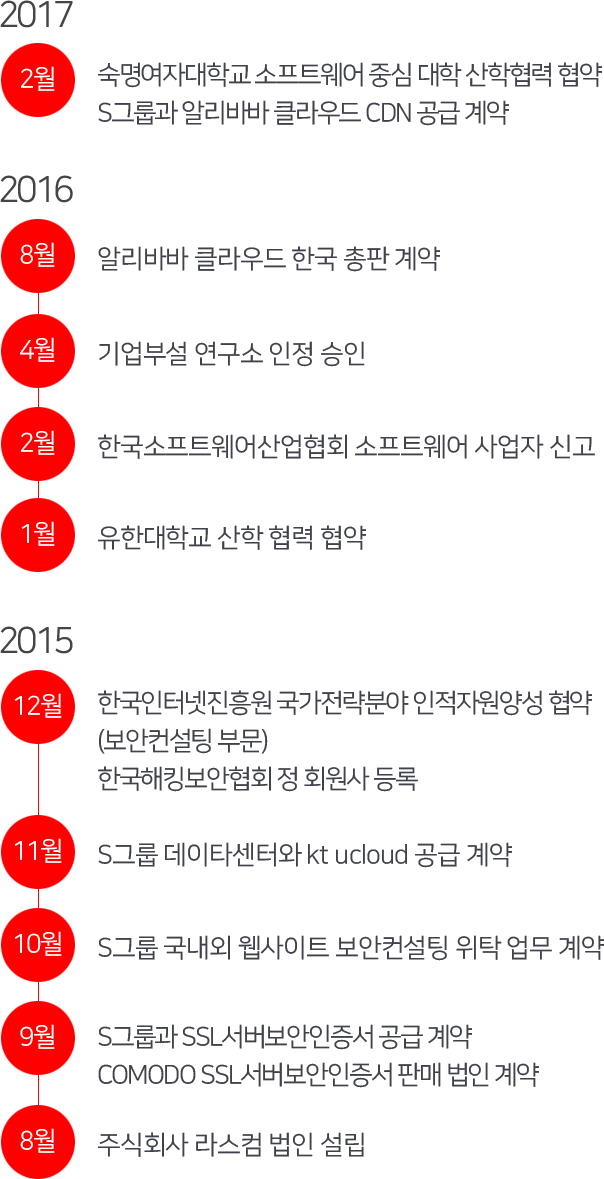 2017
2월
숙명여자대학교 소프트웨어 중심 대학 산학협력 협약
S그룹과 알리바바 클라우드 CDN 공급 계약
2016
8월
알리바바 클라우드 한국 총판 계약
4월
기업부설 연구소 인정 승인
2월
한국소프트웨어산업협회 소프트웨어 사업자 신고
1월
유한대학교 산학 협력 협약
2015
12월
한국인터넷진흥원 국가전략분야 인적자원양성 협약
(보안컨설팅 부문)
한국해킹보안협회 정 회원사 등록
11월
S그룹 데이타센터와 kt ucloud 공급 계약
10월
S그룹 국내외 웹사이트 보안컨설팅 위탁 업무 계약
9월
S그룹과 SSL서버보안인증서 공급 계약
COMODO SSL서버보안인증서 판매 법인 계약
8월
주식회사 라스컴 법인 설립